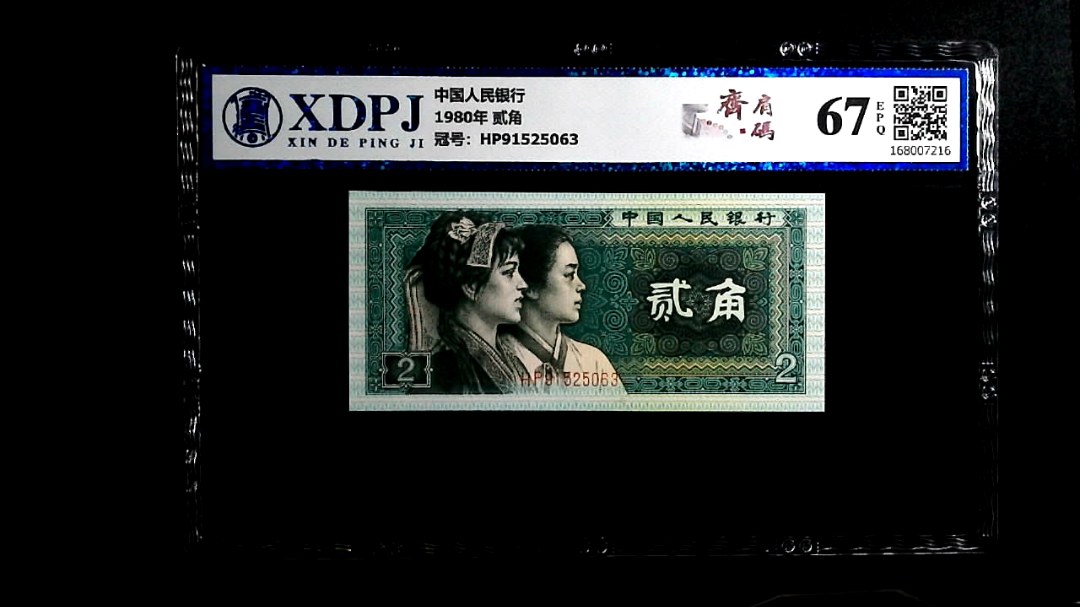 XDPJ
XIN DE PING JI
中国人民银行
1980年 贰角
冠号：HP91525063
齊肩碼
67 EPQ
168007216
中国人民银行
贰角
2
2
HP91525063